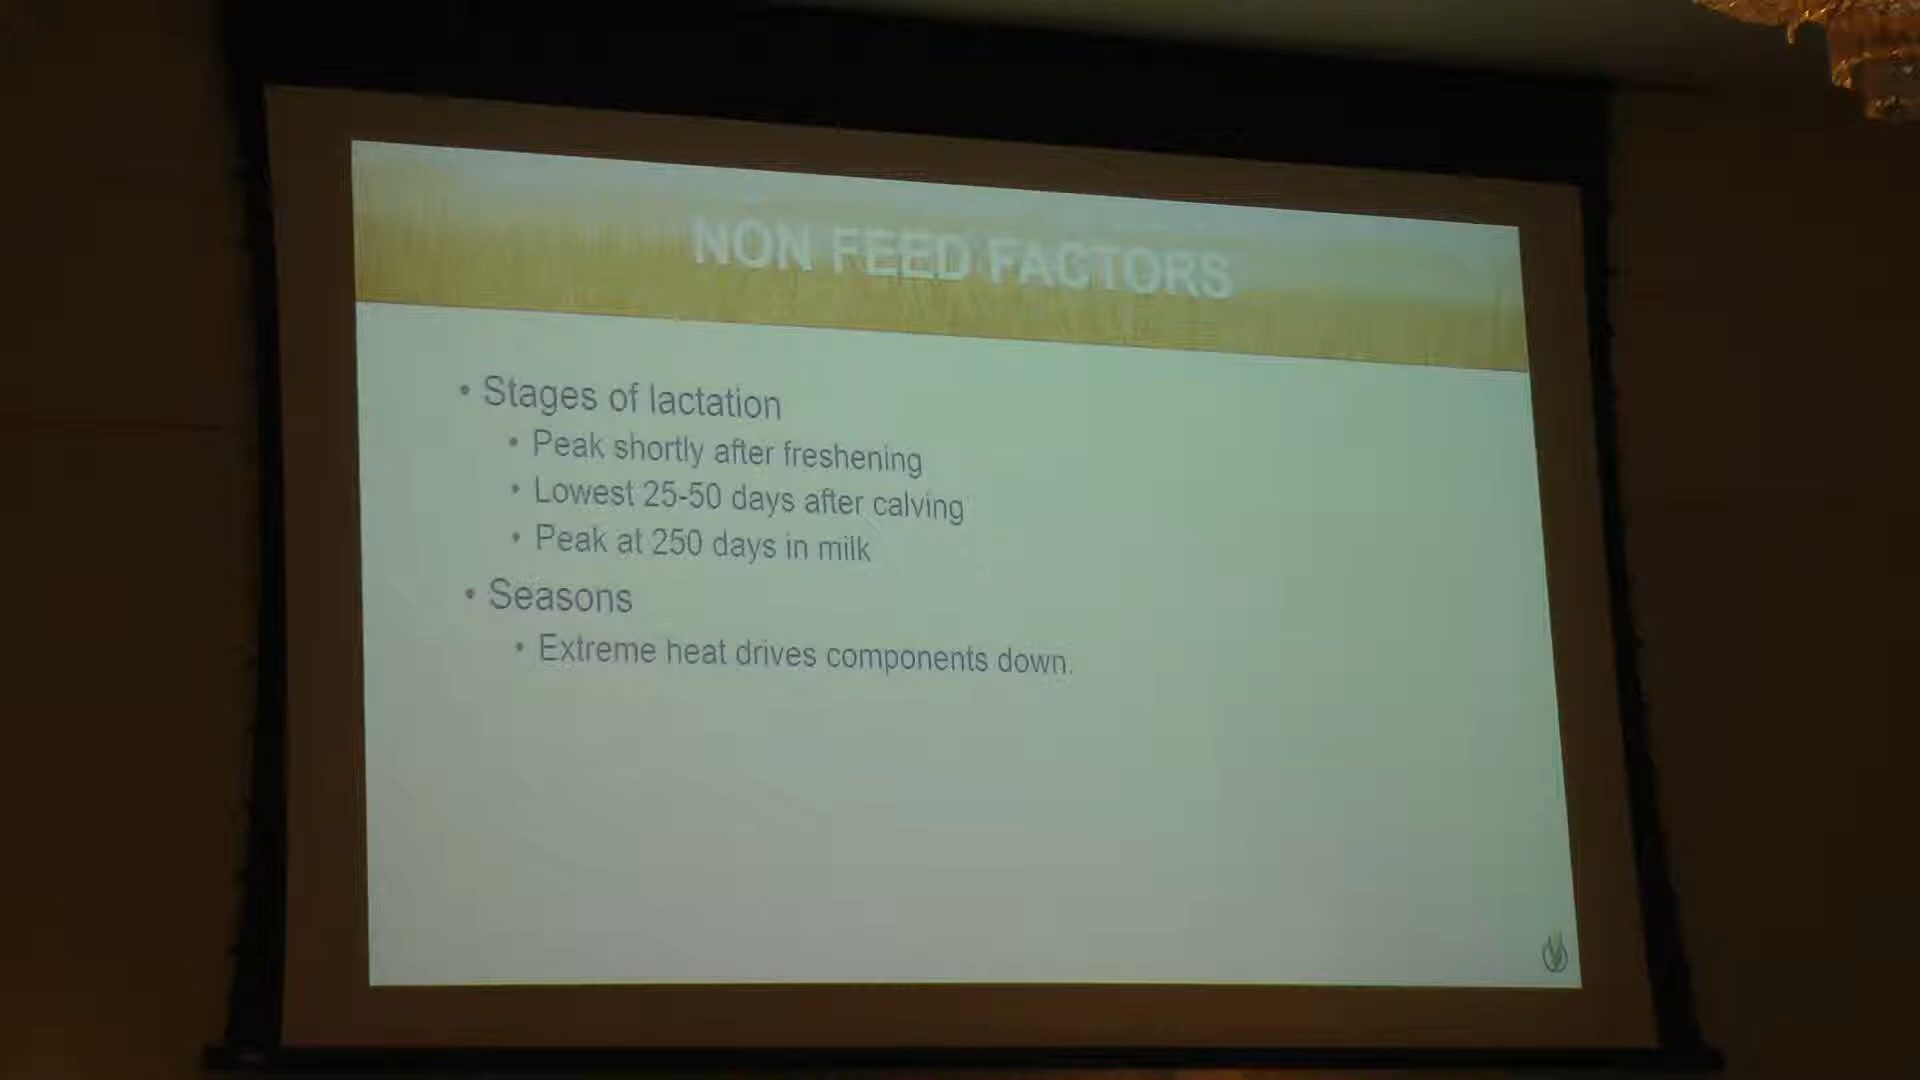 NON FEED FACTORS
• Stages of lactation
• Peak shortly after freshening
• Lowest 25-50 days after calving
• Peak at 250 days in milk
• Seasons
• Extreme heat drives components down.